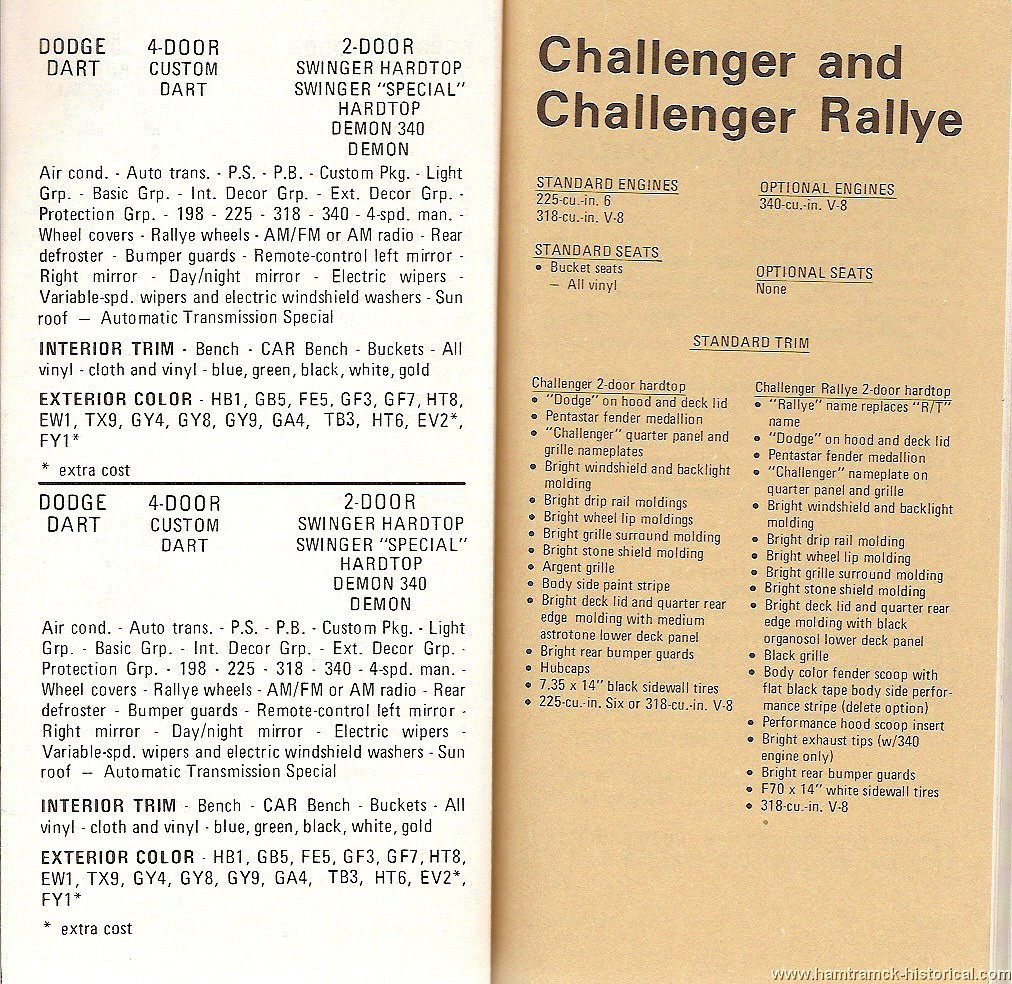 DODGE 4-DOOR 2-DOOR
DART CUSTOM SWINGER HARDTOP
DART SWINGER "SPECIAL"
HARDTOP
DEMON 340
DEMON
Air cond. - Auto trans. - P.S. - P.B. - Custom Pkg. - Light
Grp. - Basic Grp. - Int. Decor Grp. - Ext. Decor Grp. -
Protection Grp. - 198 - 225 - 318 - 340 - 4-spd. man. -
Wheel covers - Rallye wheels - AM/FM or AM radio - Rear
defroster - Bumper guards - Remote-control left mirror -
Right mirror - Day/night mirror - Electric wipers -
Variable-spd. wipers and electric windshield washers - Sun
roof — Automatic Transmission Special
INTERIOR TRIM - Bench - CAR Bench - Buckets - All
vinyl - cloth and vinyl - blue, green, black, white, gold
EXTERIOR COLOR - HB1, GB5, FE5, GF3, GF7, HT8,
EW1, TX9, GY4, GY8, GY9, GA4, TB3, HT6, EV2*,
FY1*
* extra cost
DODGE 4-DOOR 2-DOOR
DART CUSTOM SWINGER HARDTOP
DART SWINGER "SPECIAL"
HARDTOP
DEMON 340
DEMON
Air cond. - Auto trans. - P.S. - P.B. - Custom Pkg. - Light
Grp. - Basic Grp. - Int. Decor Grp. - Ext. Decor Grp. -
Protection Grp. - 198 - 225 - 318 - 340 - 4-spd. man. -
Wheel covers - Rallye wheels - AM/FM or AM radio - Rear
defroster - Bumper guards - Remote-control left mirror -
Right mirror - Day/night mirror - Electric wipers -
Variable-spd. wipers and electric windshield washers - Sun
roof — Automatic Transmission Special
INTERIOR TRIM - Bench - CAR Bench - Buckets - All
vinyl - cloth and vinyl - blue, green, black, white, gold
EXTERIOR COLOR - HB1, GB5, FE5, GF3, GF7, HT8,
EW1, TX9, GY4, GY8, GY9, GA4, TB3, HT6, EV2*,
FY1*
* extra cost
Challenger and
Challenger Rallye
STANDARD ENGINES
225-cu.-in. 6
318-cu.-in. V-8
OPTIONAL ENGINES
340-cu.-in. V-8
STANDARD SEATS
• Bucket seats
— All vinyl
OPTIONAL SEATS
None
STANDARD TRIM
Challenger 2-door hardtop
• "Dodge" on hood and deck lid
• Pentastar fender medallion
• "Challenger" quarter panel and
grille nameplates
• Bright windshield and backlight
molding
• Bright drip rail moldings
• Bright wheel lip moldings
• Bright grille surround molding
• Bright stone shield molding
• Argent grille
• Body side paint stripe
• Bright deck lid and quarter rear
edge molding with medium
astrotone lower deck panel
• Bright rear bumper guards
• Hubcaps
• 7.35 x 14" black sidewall tires
• 225-cu.-in. Six or 318-cu.-in. V-8
Challenger Rallye 2-door hardtop
• "Rallye" name replaces "R/T"
name
• "Dodge" on hood and deck lid
• Pentastar fender medallion
• "Challenger" nameplate on
quarter panel and grille
• Bright windshield and backlight
molding
• Bright drip rail molding
• Bright wheel lip molding
• Bright grille surround molding
• Bright stone shield molding
• Bright deck lid and quarter rear
edge molding with black
organosol lower deck panel
• Black grille
• Body color fender scoop with
flat black tape body side perfor-
mance stripe (delete option)
• Performance hood scoop insert
• Bright exhaust tips (w/340
engine only)
• Bright rear bumper guards
• F70 x 14" white sidewall tires
• 318-cu.-in. V-8
www.hamtramck-historical.com